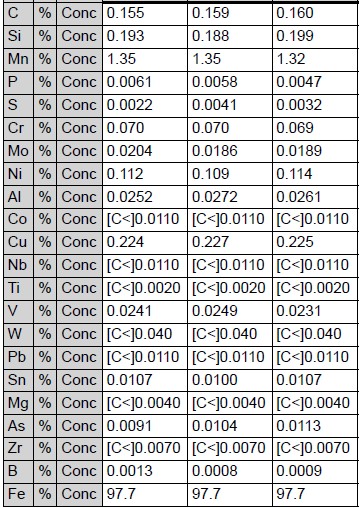 C % Conc 0.155 0.159 0.160
Si % Conc 0.193 0.188 0.199
Mn % Conc 1.35 1.35 1.32
P % Conc 0.0061 0.0058 0.0047
S % Conc 0.0022 0.0041 0.0032
Cr % Conc 0.070 0.070 0.069
Mo % Conc 0.0204 0.0186 0.0189
Ni % Conc 0.112 0.109 0.114
Al % Conc 0.0252 0.0272 0.0261
Co % Conc [C<]0.0110 [C<]0.0110 [C<]0.0110
Cu % Conc 0.224 0.227 0.225
Nb % Conc [C<]0.0110 [C<]0.0110 [C<]0.0110
Ti % Conc [C<]0.0020 [C<]0.0020 [C<]0.0020
V % Conc 0.0241 0.0249 0.0231
W % Conc [C<]0.040 [C<]0.040 [C<]0.040
Pb % Conc [C<]0.0110 [C<]0.0110 [C<]0.0110
Sn % Conc 0.0107 0.0100 0.0107
Mg % Conc [C<]0.0040 [C<]0.0040 [C<]0.0040
As % Conc 0.0091 0.0104 0.0113
Zr % Conc [C<]0.0070 [C<]0.0070 [C<]0.0070
B % Conc 0.0013 0.0008 0.0009
Fe % Conc 97.7 97.7 97.7